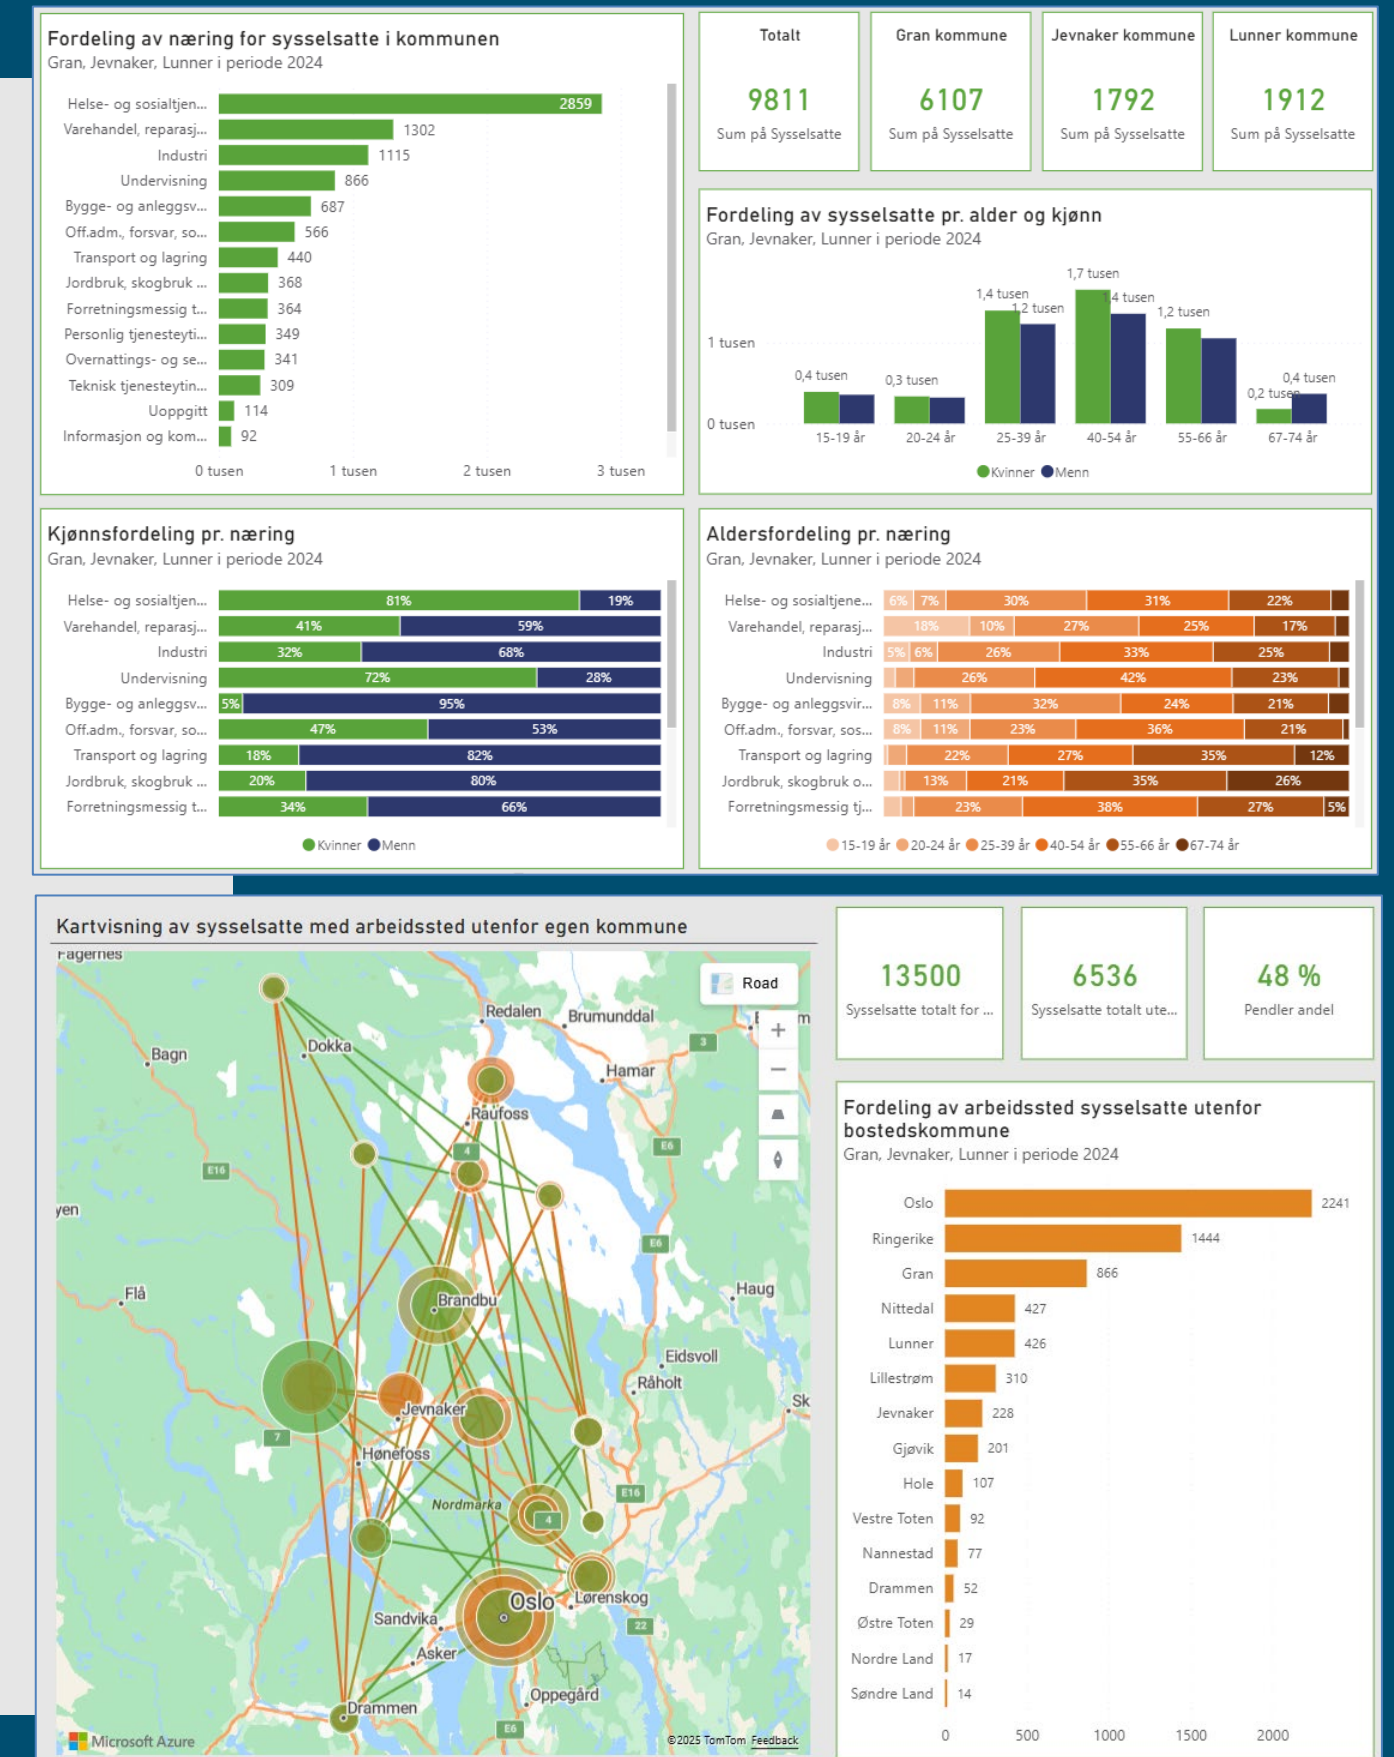 Fordeling av næring for sysselsatte i kommunen
Gran, Jevnaker, Lunner i periode 2024
Helse- og sosialtjen... 2859
Varehandel, reparasj... 1302
Industri 1115
Undervisning 866
Bygge- og anleggsv... 687
Off.adm., forsvar, so... 566
Transport og lagring 440
Jordbruk, skogbruk ... 368
Forretningsmessig t... 364
Personlig tjenesteyti... 349
Overnattings- og se... 341
Teknisk tjenesteytin... 309
Uoppgitt 114
Informasjon og kom... 92
0 tusen 1 tusen 2 tusen 3 tusen
Totalt
9811
Sum på Sysselsatte
Gran kommune
6107
Sum på Sysselsatte
Jevnaker kommune
1792
Sum på Sysselsatte
Lunner kommune
1912
Sum på Sysselsatte
Fordeling av sysselsatte pr. alder og kjønn
Gran, Jevnaker, Lunner i periode 2024
1 tusen
0 tusen
0,4 tusen
0,3 tusen
1,4 tusen
1,2 tusen
1,7 tusen
1,4 tusen
1,2 tusen
0,2 tusen
0,4 tusen
15-19 år 20-24 år 25-39 år 40-54 år 55-66 år 67-74 år
Kvinner Menn
Kjønnsfordeling pr. næring
Gran, Jevnaker, Lunner i periode 2024
Helse- og sosialtjen... 81% 19%
Varehandel, reparasj... 41% 59%
Industri 32% 68%
Undervisning 72% 28%
Bygge- og anleggsv... 5% 95%
Off.adm., forsvar, so... 47% 53%
Transport og lagring 18% 82%
Jordbruk, skogbruk ... 20% 80%
Forretningsmessig t... 34% 66%
Kvinner Menn
Aldersfordeling pr. næring
Gran, Jevnaker, Lunner i periode 2024
Helse- og sosialtjene... 6% 7% 30% 31% 22%
Varehandel, reparasj... 18% 10% 27% 25% 17%
Industri 5% 6% 26% 33% 25%
Undervisning 26% 42% 23%
Bygge- og anleggsvir... 8% 11% 32% 24% 21%
Off.adm., forsvar, sos... 8% 11% 23% 36% 21%
Transport og lagring 22% 27% 35% 12%
Jordbruk, skogbruk o... 13% 21% 35% 26%
Forretningsmessig tj... 23% 38% 27% 5%
15-19 år 20-24 år 25-39 år 40-54 år 55-66 år 67-74 år
Kartvisning av sysselsatte med arbeidssted utenfor egen kommune
Fagernes
Road
Redalen
Brumunddal
3
Dokka
Bagn
Hamar
Raufoss
4
E6
E16
yen
E6
Flå
Brandbu
Haug
Eidsvoll
Råholt
Sk
Jevnaker
7
Hønefoss
Nordmarka
E16
4
Oslo
Lørenskog
Sandvika
22
Asker
Oppegård
Drammen
E6
Microsoft Azure
©2025 TomTom Feedback
13500
Sysselsatte totalt for ...
6536
Sysselsatte totalt ute...
48 %
Pendler andel
Fordeling av arbeidssted sysselsatte utenfor
bostedskommune
Gran, Jevnaker, Lunner i periode 2024
Oslo 2241
Ringerike 1444
Gran 866
Nittedal 427
Lunner 426
Lillestrøm 310
Jevnaker 228
Gjøvik 201
Hole 107
Vestre Toten 92
Nannestad 77
Drammen 52
Østre Toten 29
Nordre Land 17
Søndre Land 14
0 500 1000 1500 2000